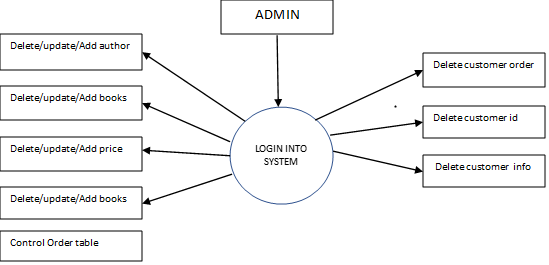 ADMIN
Delete/update/Add author
Delete customer order
Delete/update/Add books
Delete customer id
LOGIN INTO
SYSTEM
Delete/update/Add price
Delete customer info
Delete/update/Add books
Control Order table